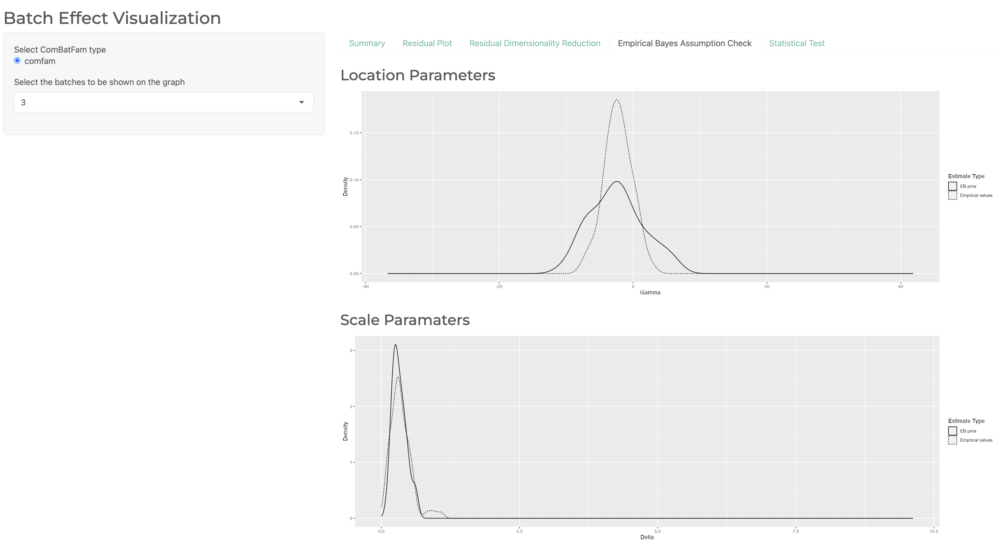 Batch Effect Visualization
Select ComBatFam type
comfam
Select the batches to be shown on the graph
3
Summary Residual Plot Residual Dimensionality Reduction Empirical Bayes Assumption Check Statistical Test
Location Parameters
Density
0.15
0.10
0.05
0.00
-40 -20 0 20 40
Gamma
Estimate Type
EB prior
Emprical values
Scale Paramaters
Density
3
2
1
0
0.0 2.5 5.0 7.5 10.0
Delta
Estimate Type
EB prior
Emprical values